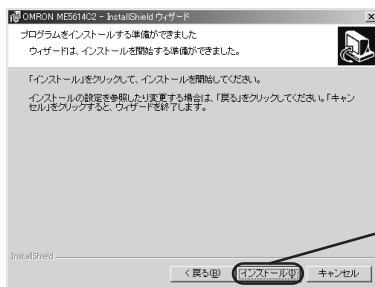 OMRON ME5614C2 - InstallShield ウィザード
プログラムをインストールする準備ができました
ウィザードは、インストールを開始する準備ができました。
「インストール」をクリックして、インストールを開始してください。
インストールの設定を参照したり変更する場合は、「戻る」をクリックしてください。「キャン
セル」をクリックすると、ウィザードを終了します。
InstallShield
< 戻る(B)
インストール(I)
キャンセル